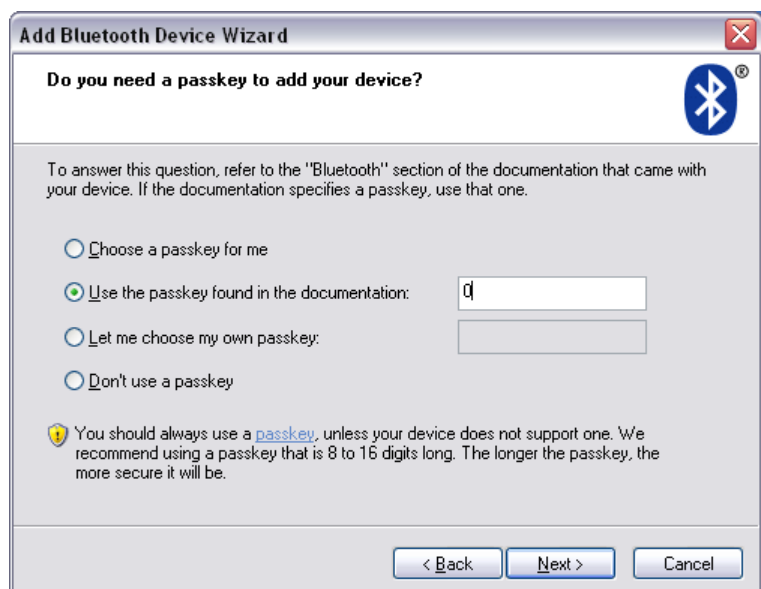 Add Bluetooth Device Wizard
Do you need a passkey to add your device?
®
To answer this question, refer to the "Bluetooth" section of the documentation that came with
your device. If the documentation specifies a passkey, use that one.
Choose a passkey for me
Use the passkey found in the documentation: 0
Let me choose my own passkey:
Don't use a passkey
You should always use a passkey, unless your device does not support one. We
recommend using a passkey that is 8 to 16 digits long. The longer the passkey, the
more secure it will be.
< Back Next > Cancel